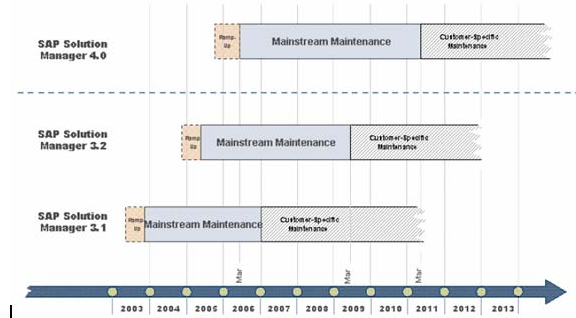 SAP Solution
Manager 4.0
Ramp-
Up
Mainstream Maintenance
Customer-Specific
Maintenance
SAP Solution
Manager 3.2
Ramp
Up
Mainstream Maintenance
Customer-Specific
Maintenance
SAP Solution
Manager 3.1
Ramp
Up
Mainstream Maintenance
Customer-Specific
Maintenance
Mar
Mar
Mar
2003 2004 2005 2006 2007 2008 2009 2010 2011 2012 2013